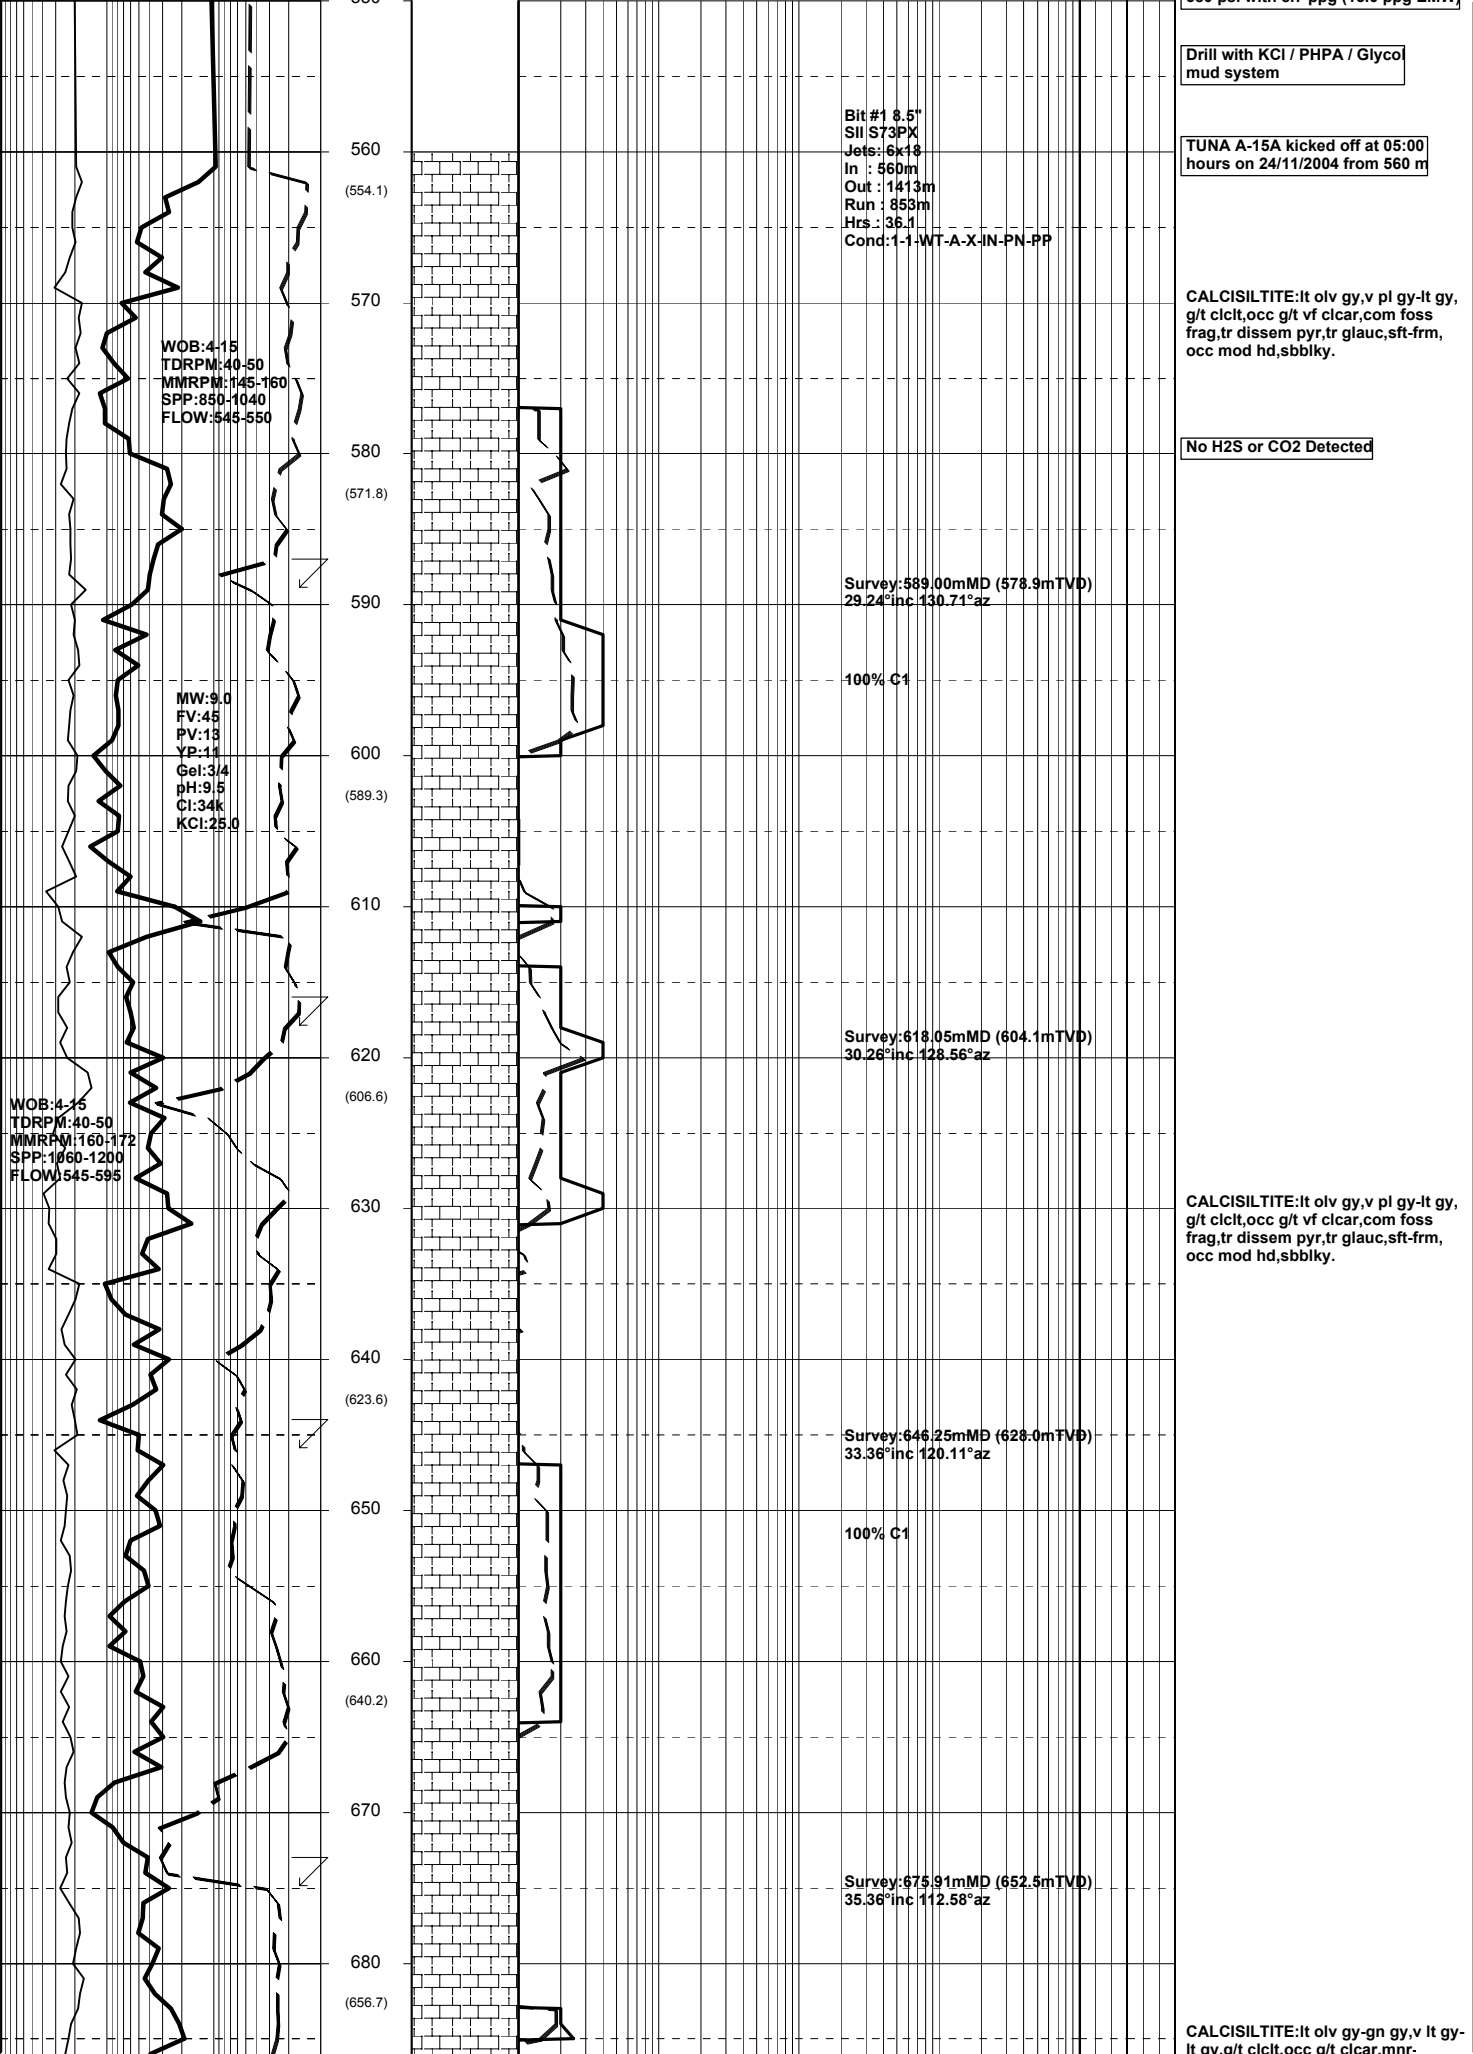 Drill with KCl / PHPA / Glycol
mud system
Bit #1 8.5"
SII S73PX
Jets: 6x18
In : 560m
Out : 1413m
Run : 853m
Hrs : 36.1
Cond:1-1-WT-A-X-IN-PN-PP
TUNA A-15A kicked off at 05:00
hours on 24/11/2004 from 560 m
560
(554.1)
570
CALCISILTITE:lt olv gy,v pl gy-lt gy,
g/t clclt,occ g/t vf clcar,com foss
frag,tr dissem pyr,tr glauc,sft-frm,
occ mod hd,sbblky.
WOB:4-15
TDRPM:40-50
MMRPM:145-160
SPP:850-1040
FLOW:545-550
580
No H2S or CO2 Detected
(571.8)
Survey:589.00mMD (578.9mTVD)
29.24°inc 130.71°az
590
100% C1
MW:9.0
FV:45
PV:13
YP:11
Gel:3/4
pH:9.5
Cl:34k
KCl:25.0
600
(589.3)
610
Survey:618.05mMD (604.1mTVD)
30.26°inc 128.56°az
620
(606.6)
WOB:4-15
TDRPM:40-50
MMRPM:160-172
SPP:1060-1200
FLOW:545-595
630
CALCISILTITE:lt olv gy,v pl gy-lt gy,
g/t clclt,occ g/t vf clcar,com foss
frag,tr dissem pyr,tr glauc,sft-frm,
occ mod hd,sbblky.
640
(623.6)
Survey:646.25mMD (628.0mTVD)
33.36°inc 120.11°az
650
100% C1
660
(640.2)
670
Survey:675.91mMD (652.5mTVD)
35.36°inc 112.58°az
680
(656.7)
CALCISILTITE:lt olv gy-gn gy,v lt gy-
lt gy,g/t clclt,occ g/t clcar,mnr-